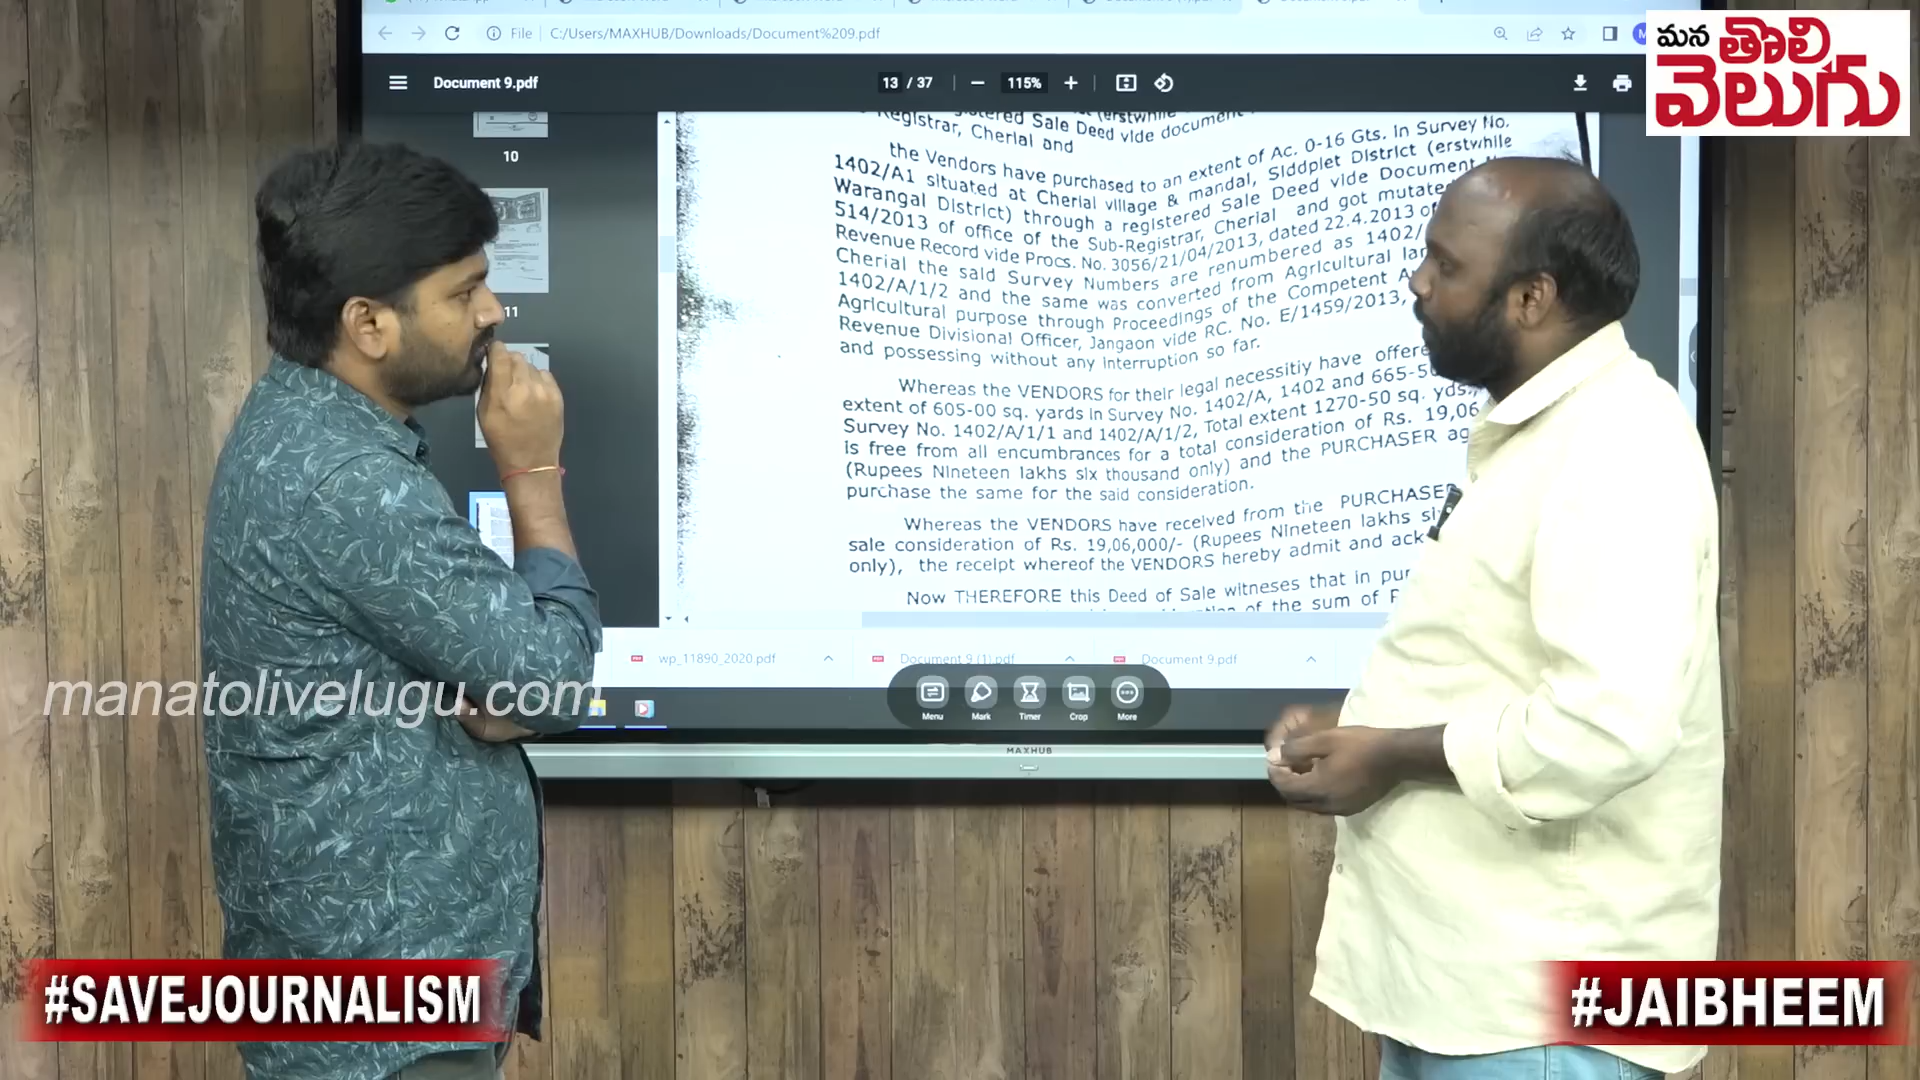 File C:/Users/MAXHUB/Downloads/Document%209.pdf
మన తొలి
వెలుగు
Document 9.pdf
13 / 37
115%
10
11
Registrar, Cherial and
the Vendors have purchased to an extent of Ac. 0-16 Gts. In Survey No.
1402/A1 situated at Cherial village & mandal, Siddpiet District (erstwhile
Warangal District) through a registered Sale Deed vide Document
514/2013 of office of the Sub-Registrar, Cherial and got mutated
Revenue Record vide Procs. No. 3056/21/04/2013, dated 22.4.2013 of
Cherial the said Survey Numbers are renumbered as 1402/
1402/A/1/2 and the same was converted from Agricultural
Agricultural purpose through Proceedings of the Competent
Revenue Divisional Officer, Jangaon vide RC. No. E/1459/2013,
and possessing without any interruption so far.
Whereas the VENDORS for their legal necessitiy have
extent of 605-00 sq. yards in Survey No. 1402/A, 1402 and
Survey No. 1402/A/1/1 and 1402/A/1/2, Total extent 1270-50 sq. yds.,
is free from all encumbrances for a total consideration of Rs. 19,06
(Rupees Nineteen lakhs six thousand only) and the PURCHASER
purchase the same for the said consideration.
Whereas the VENDORS have received from the PURCHASER
sale consideration of Rs. 19,06,000/- (Rupees Nineteen lakhs
only), the receipt whereof the VENDORS hereby admit and
Now THEREFORE this Deed of Sale witnesses that in
of the sum of
wp_11890_2020.pdf
Document 9 (1).pdf
Document 9.pdf
manatolivelugu.com
Menu Mark Timer Crop More
MAXHUB
#SAVEJOURNALISM
#JAIBHEEM